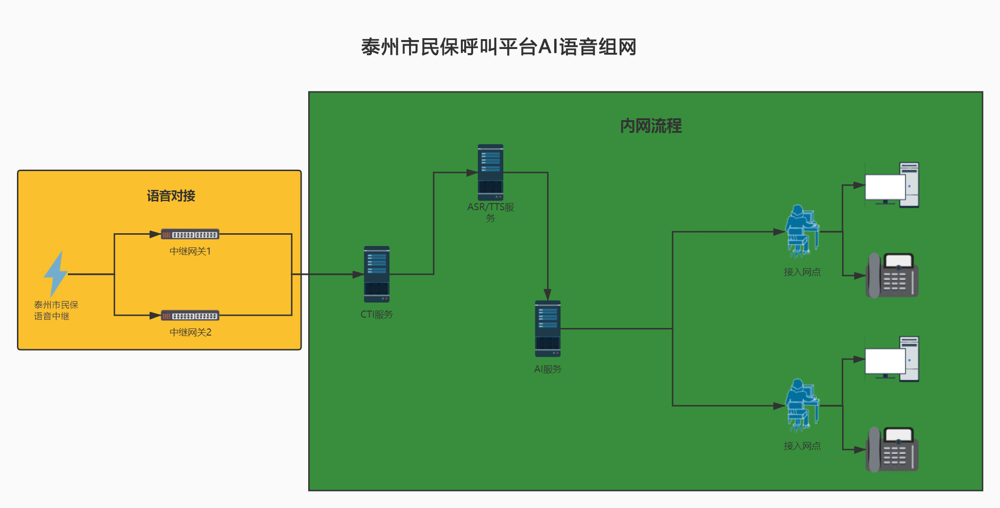 泰州市民保呼叫平台AI语音组网
内网流程
语音对接
中继网关1
泰州市民保
语音中继
中继网关2
CTI服务
ASR/TTS服
务
AI服务
接入网点
接入网点